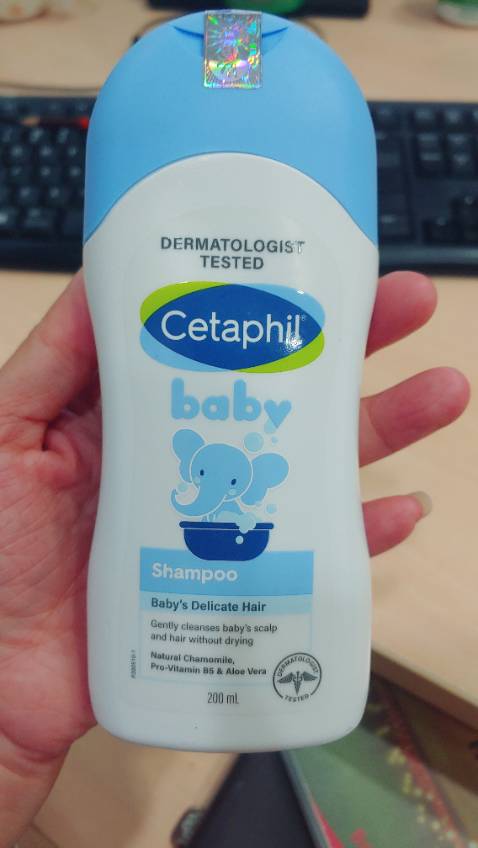 DERMATOLOGIST
TESTED
Cetaphil
baby
Shampoo
Baby's Delicate Hair
Gently cleanses baby's scalp
and hair without drying
Natural Chamomile,
Pro-Vitamin B5 & Aloe Vera
200 mL
DERMATOLOGIST
TESTED